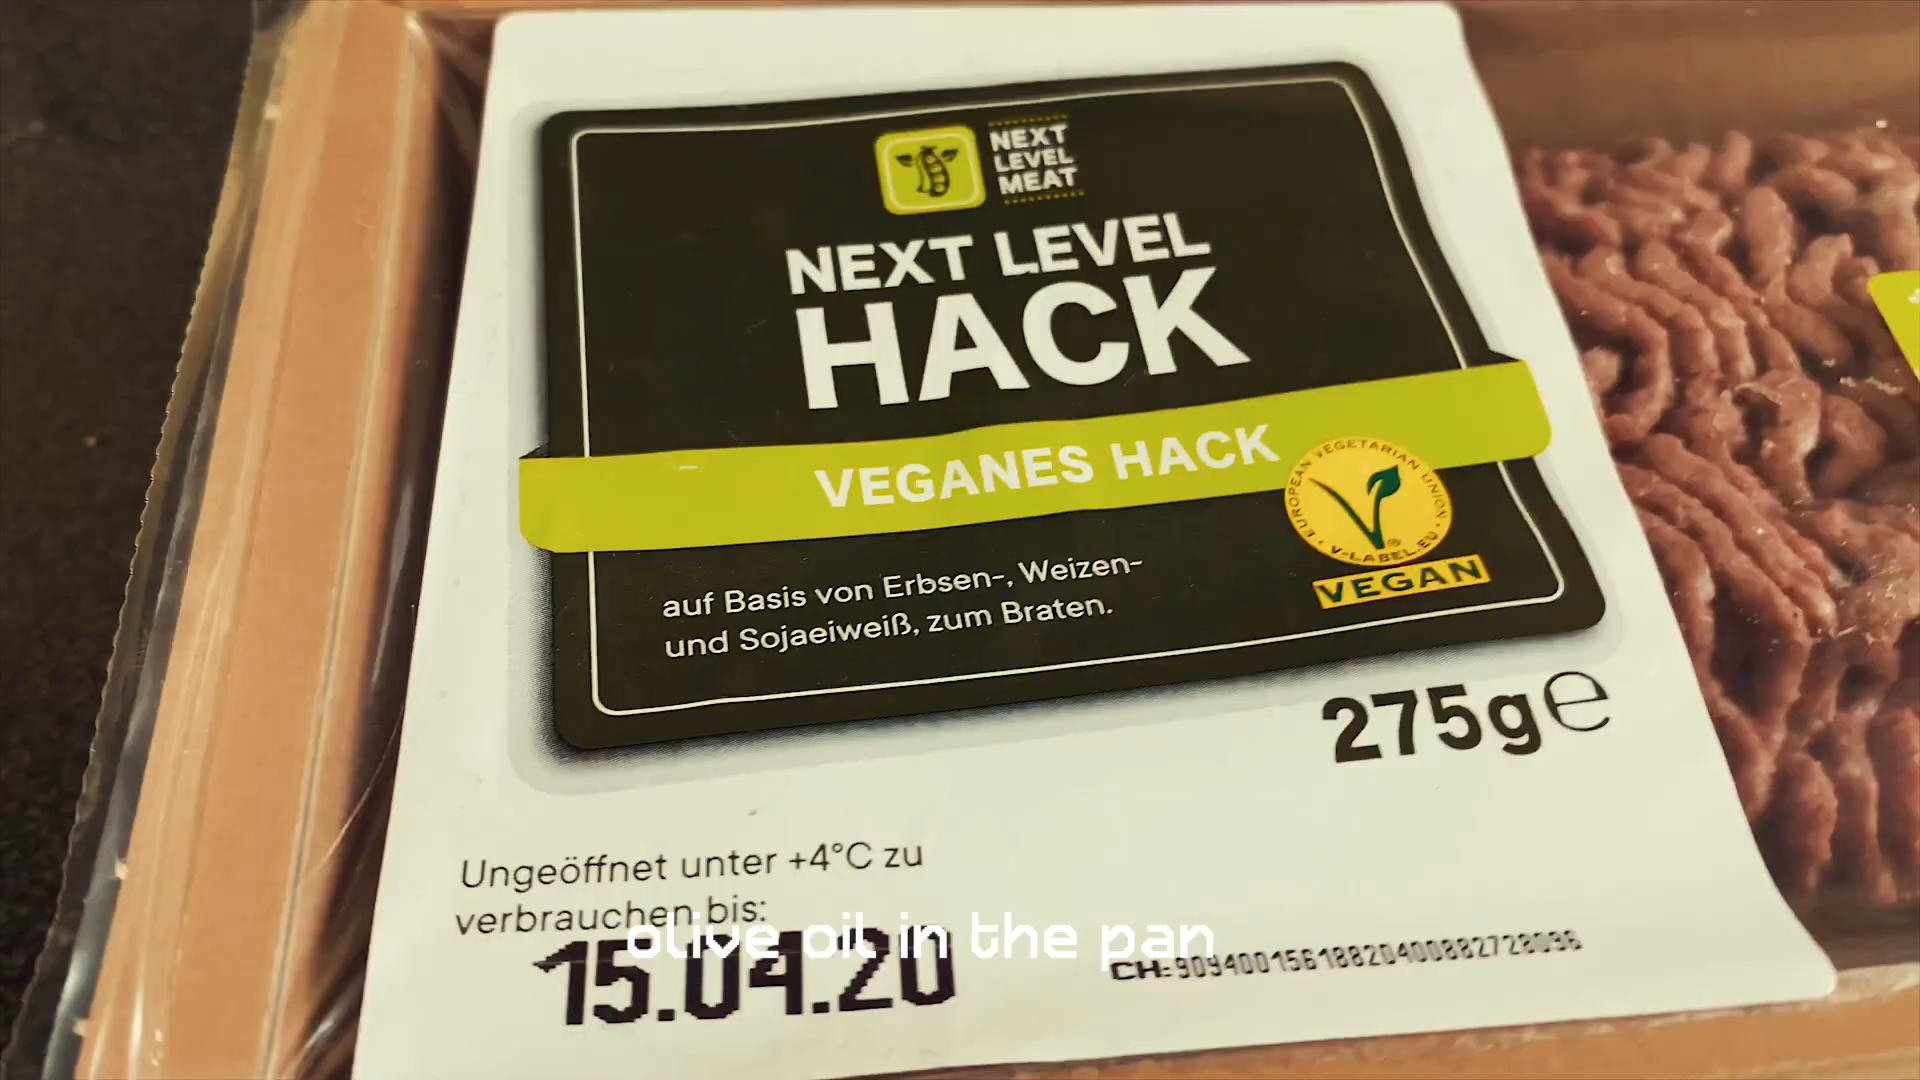 NEXT
LEVEL
MEAT
NEXT LEVEL
HACK
VEGANES HACK
EUROPEAN VEGETARIAN UNION
V-LABEL.EU
VEGAN
auf Basis von Erbsen-, Weizen-
und Sojaeiweiß, zum Braten.
275g℮
Ungeöffnet unter +4°C zu
verbrauchen bis:
15.04.20
olive oil in the pan
CH:90940015618820400882728096